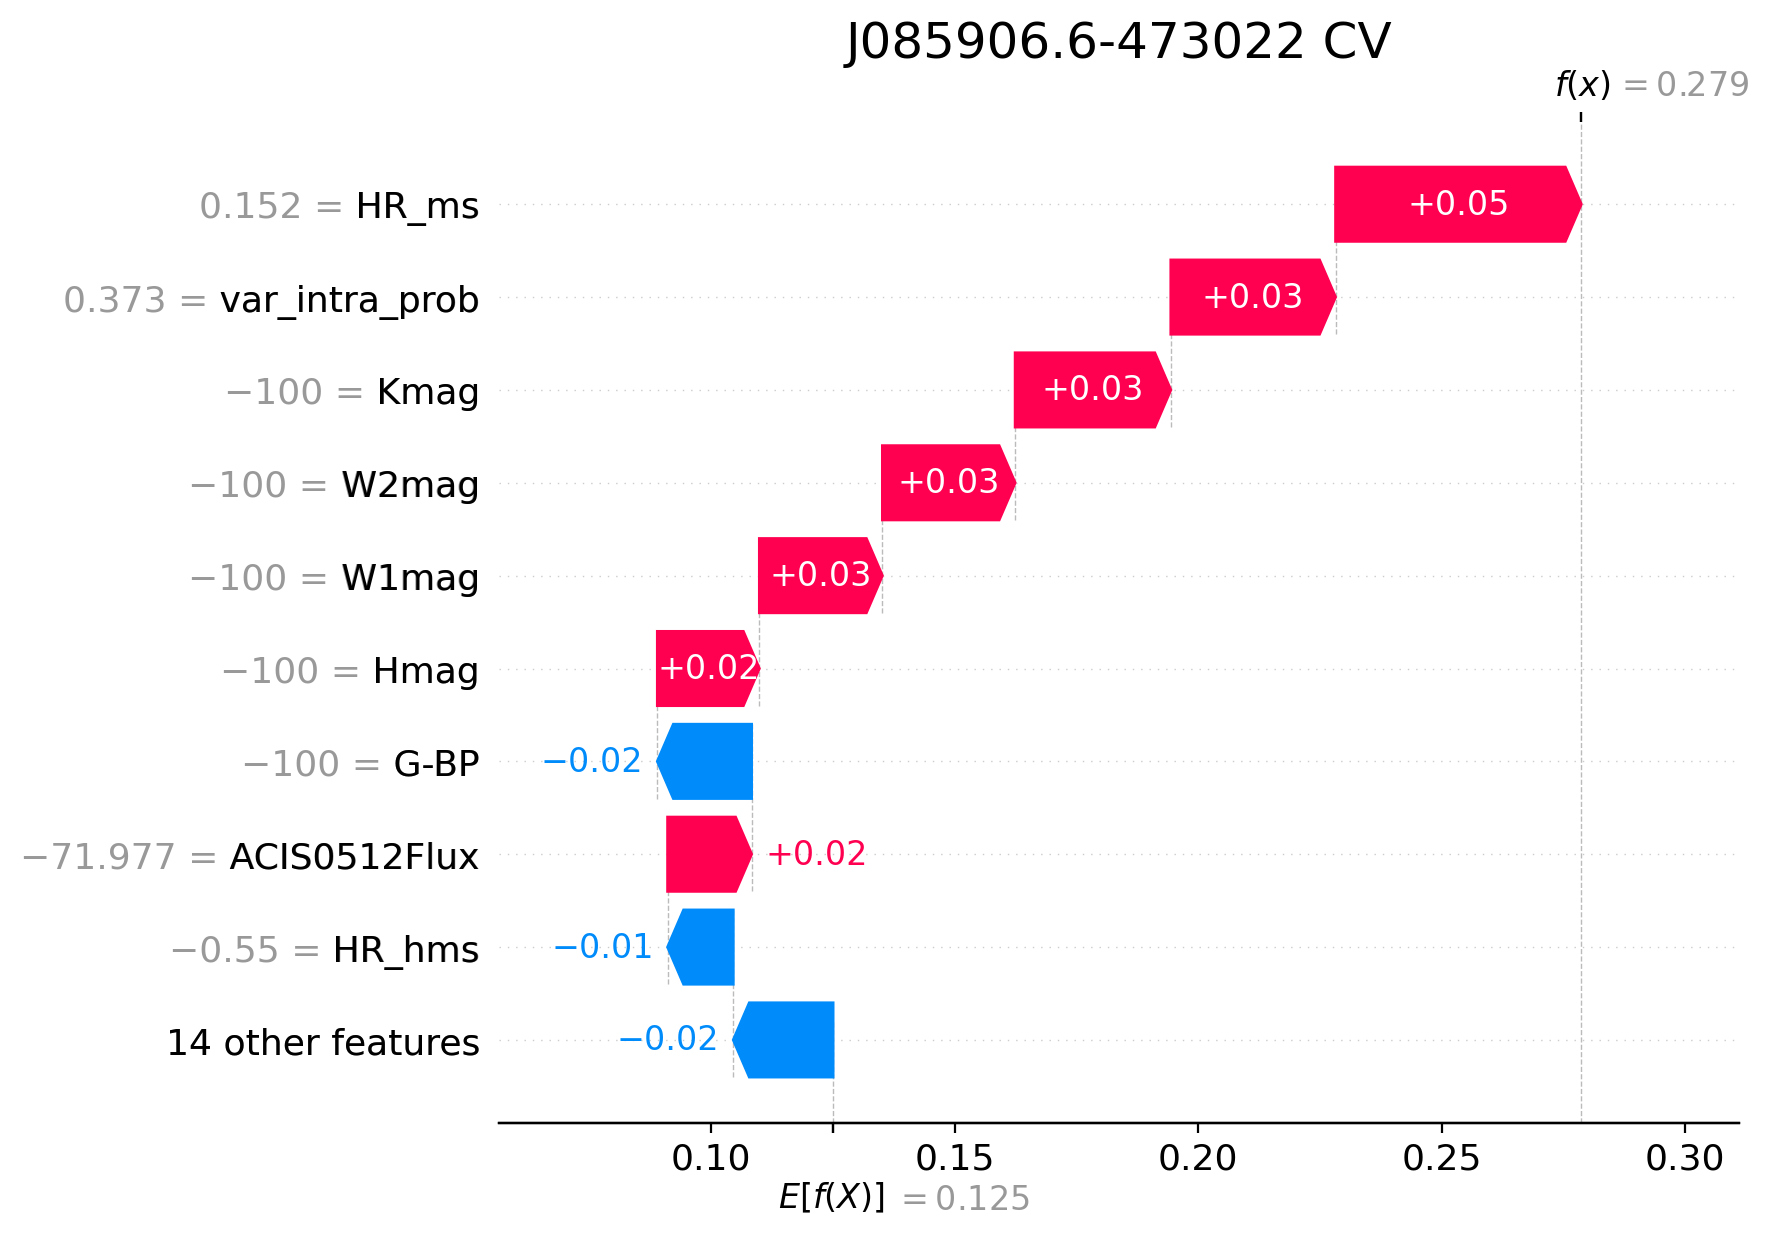 J085906.6-473022 CV
f(x) = 0.279
0.152 = HR_ms +0.05
0.373 = var_intra_prob +0.03
−100 = Kmag +0.03
−100 = W2mag +0.03
−100 = W1mag +0.03
−100 = Hmag +0.02
−100 = G-BP −0.02
−71.977 = ACIS0512Flux +0.02
−0.55 = HR_hms −0.01
14 other features −0.02
0.10 0.15 0.20 0.25 0.30
E[f(X)] = 0.125